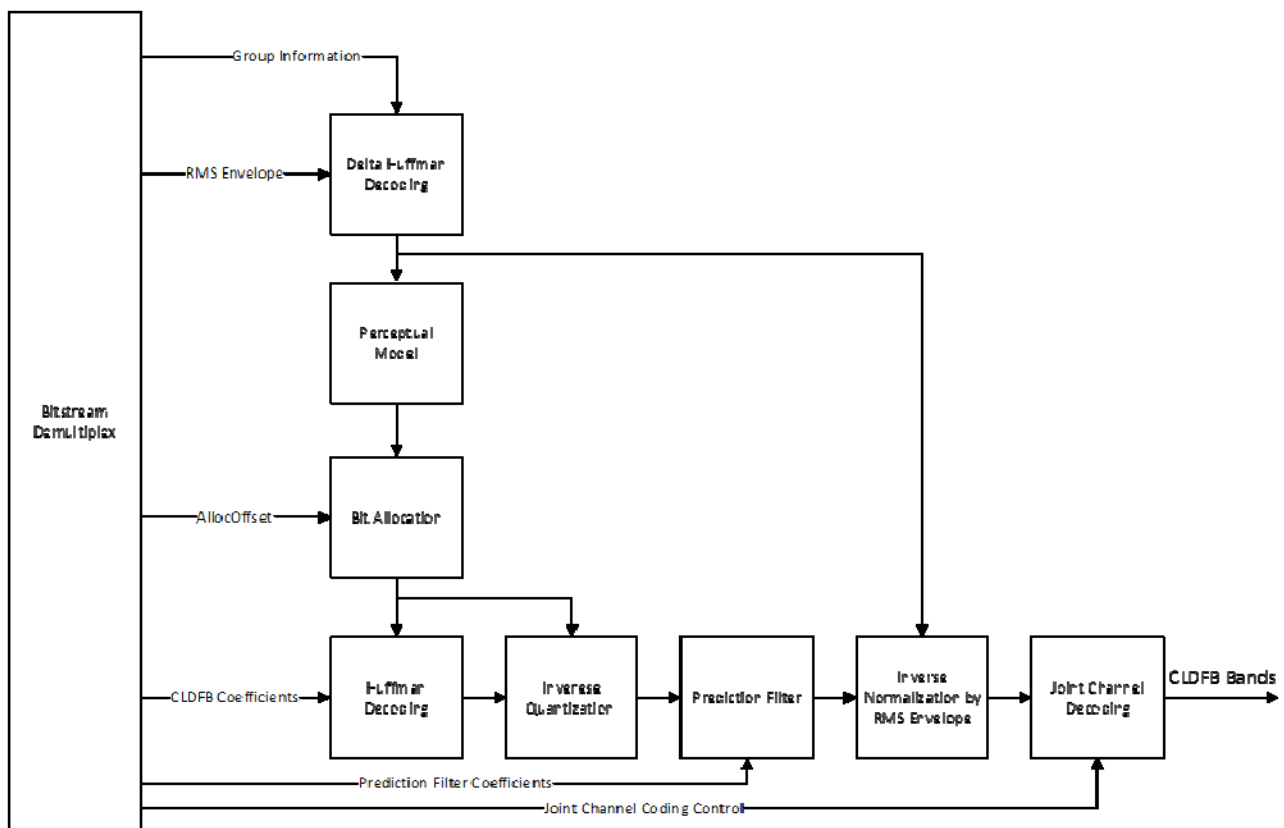 Group Information
Delta Huffman
Decoding
RMS Envelope
Perceptual
Model
Bitstream
Demultiplex
AllocOffset
Bit Allocation
CLDFB Coefficients
Huffman
Decoding
Inverese
Quantization
Prediction Filter
Inverse
Normalization by
RMS Envelope
Joint Channel
Decoding
CLDFB Bands
Prediction Filter Coefficients
Joint Channel Coding Control